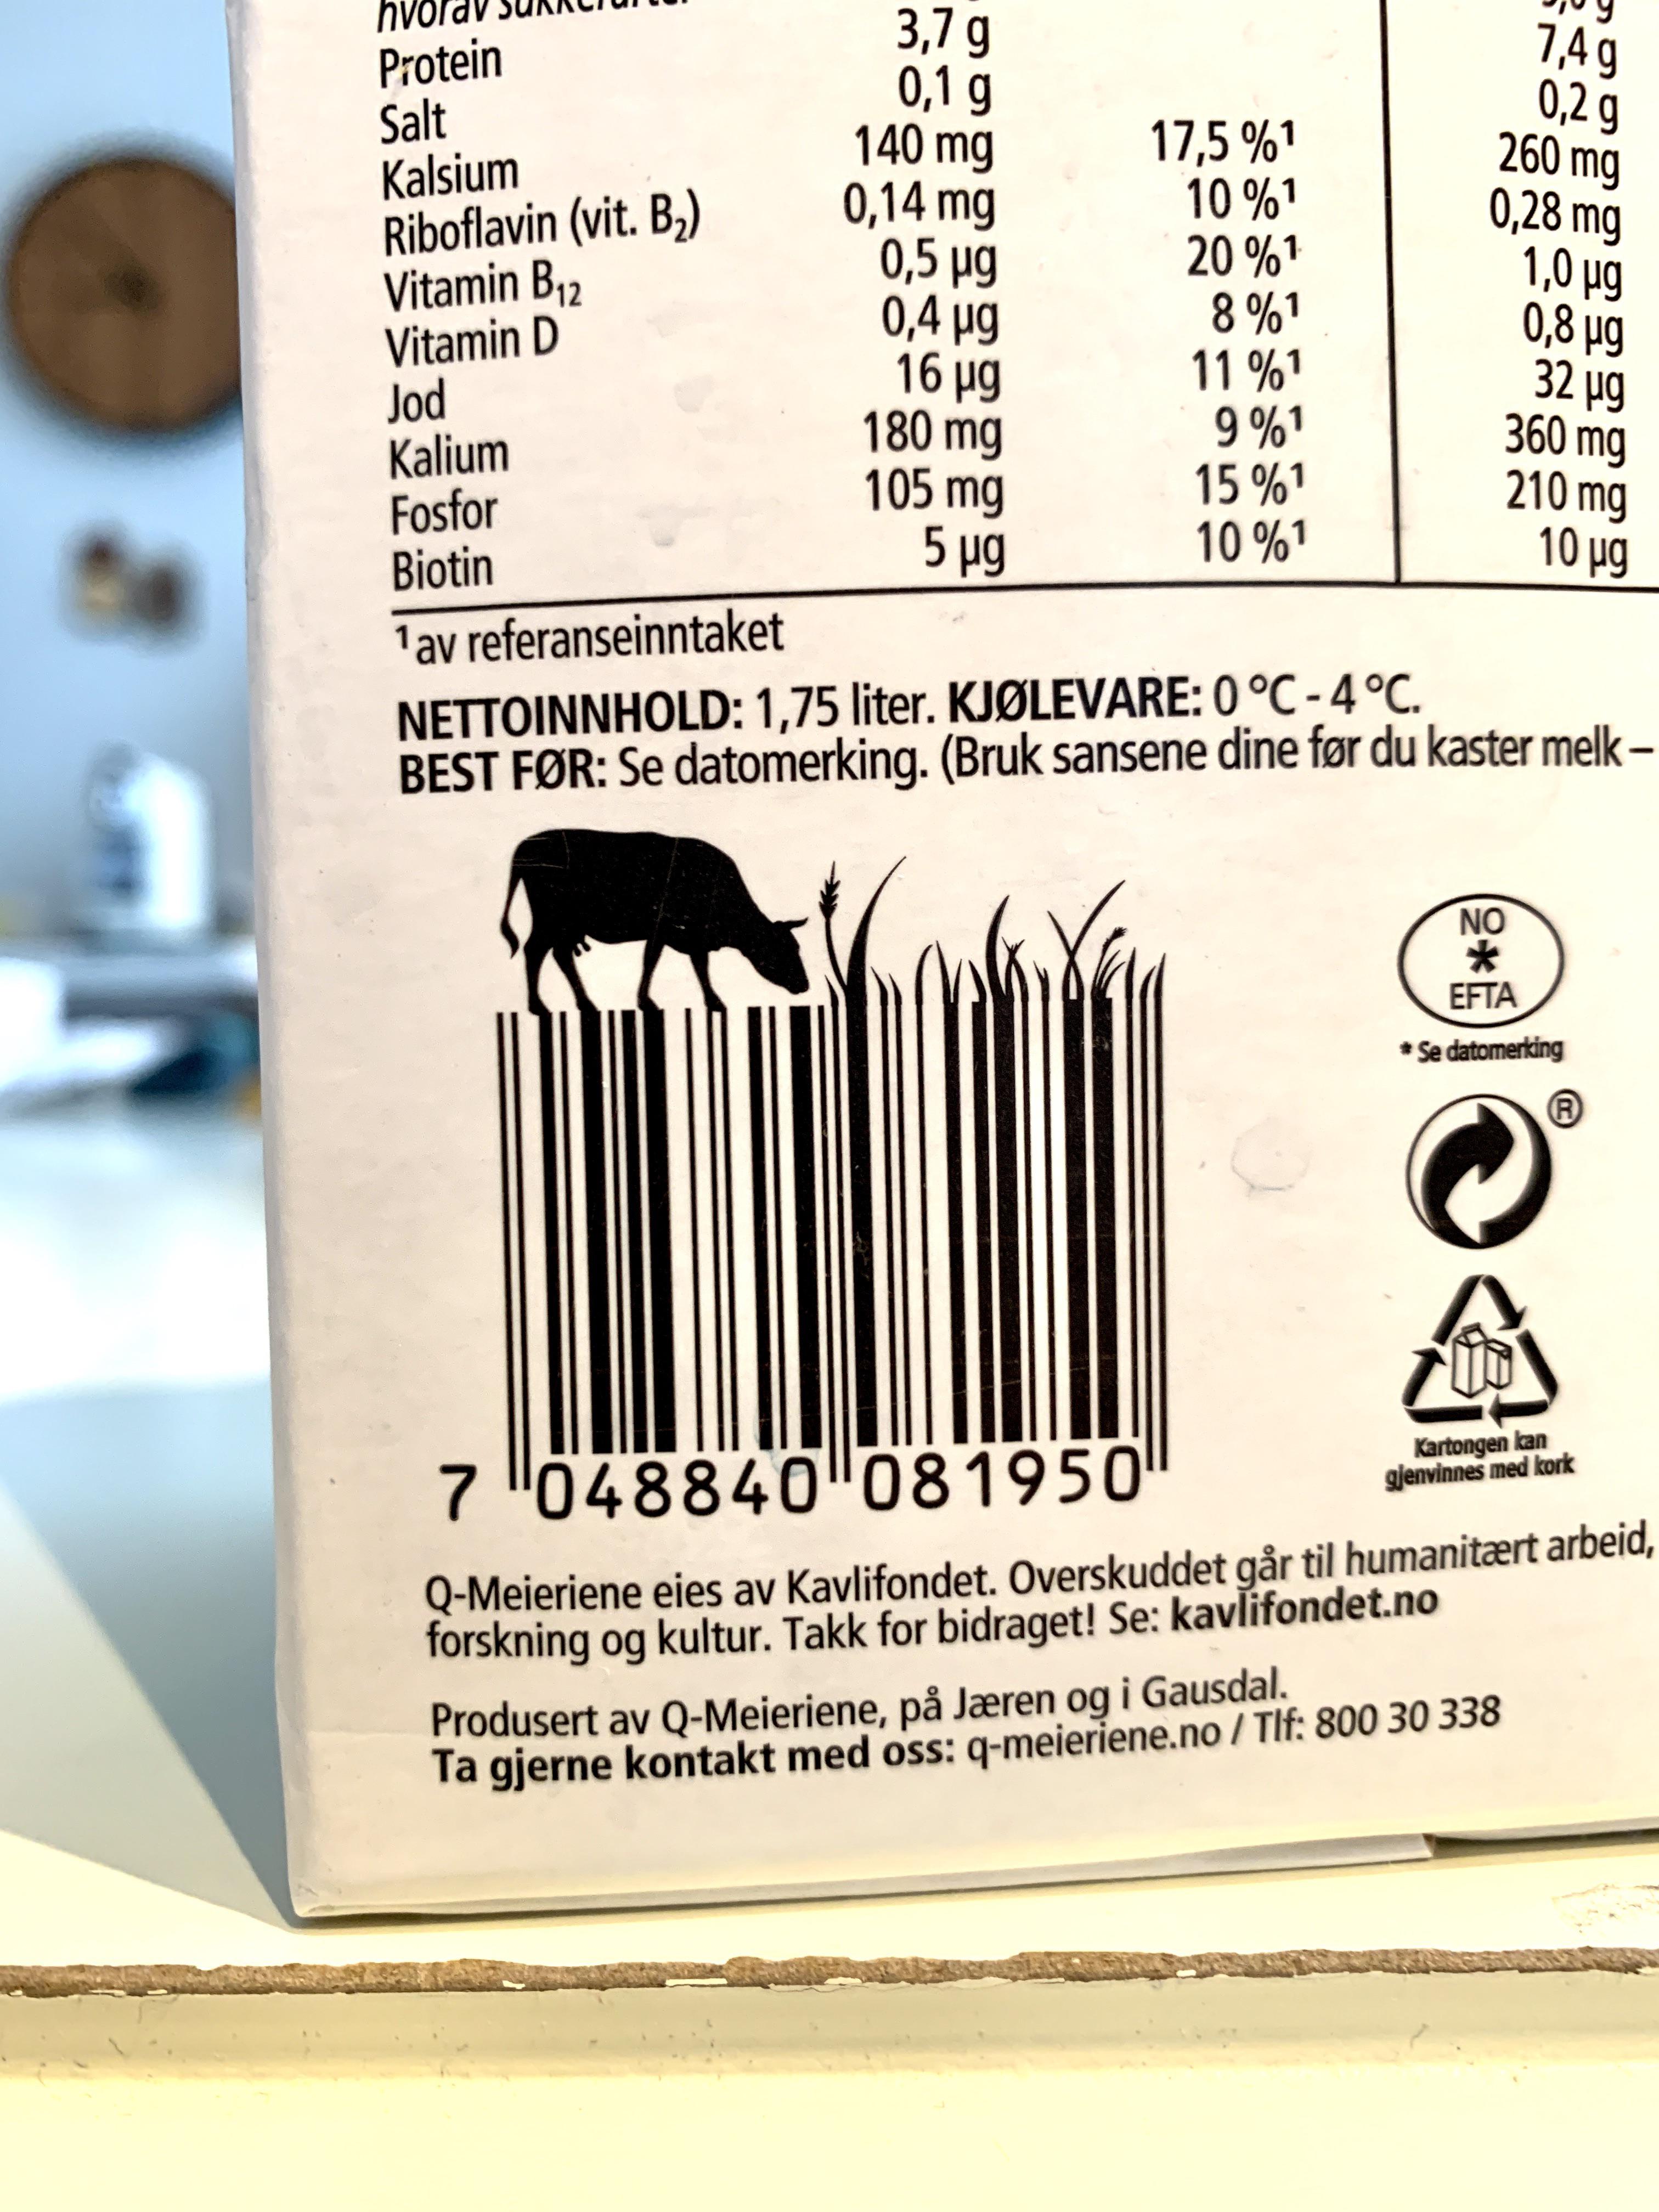 hvorav
Protein 3,7 g 7,4 g
Salt 0,1 g 0,2 g
Kalsium 140 mg 17,5 %¹ 260 mg
Riboflavin (vit. B₂) 0,14 mg 10 %¹ 0,28 mg
Vitamin B₁₂ 0,5 µg 20 %¹ 1,0 µg
Vitamin D 0,4 µg 8 %¹ 0,8 µg
Jod 16 µg 11 %¹ 32 µg
Kalium 180 mg 9 %¹ 360 mg
Fosfor 105 mg 15 %¹ 210 mg
Biotin 5 µg 10 %¹ 10 µg
¹ av referanseinntaket
NETTOINNHOLD: 1,75 liter. KJØLEVARE: 0 °C - 4 °C.
BEST FØR: Se datomerking. (Bruk sansene dine før du kaster melk –
NO
*
EFTA
* Se datomerking
®
Kartongen kan
gjenvinnes med kork
7 048840 081950
Q-Meieriene eies av Kavlifondet. Overskuddet går til humanitært arbeid,
forskning og kultur. Takk for bidraget! Se: kavlifondet.no
Produsert av Q-Meieriene, på Jæren og i Gausdal.
Ta gjerne kontakt med oss: q-meieriene.no / Tlf: 800 30 338